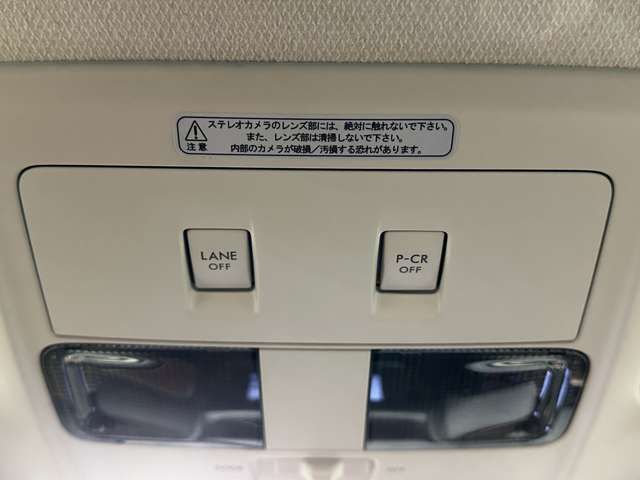 ステレオカメラのレンズ部には、絶対に触れないで下さい。
また、レンズ部は清掃しないで下さい。
内部のカメラが破損／汚損する恐れがあります。
注意
LANE
OFF
P-CR
OFF